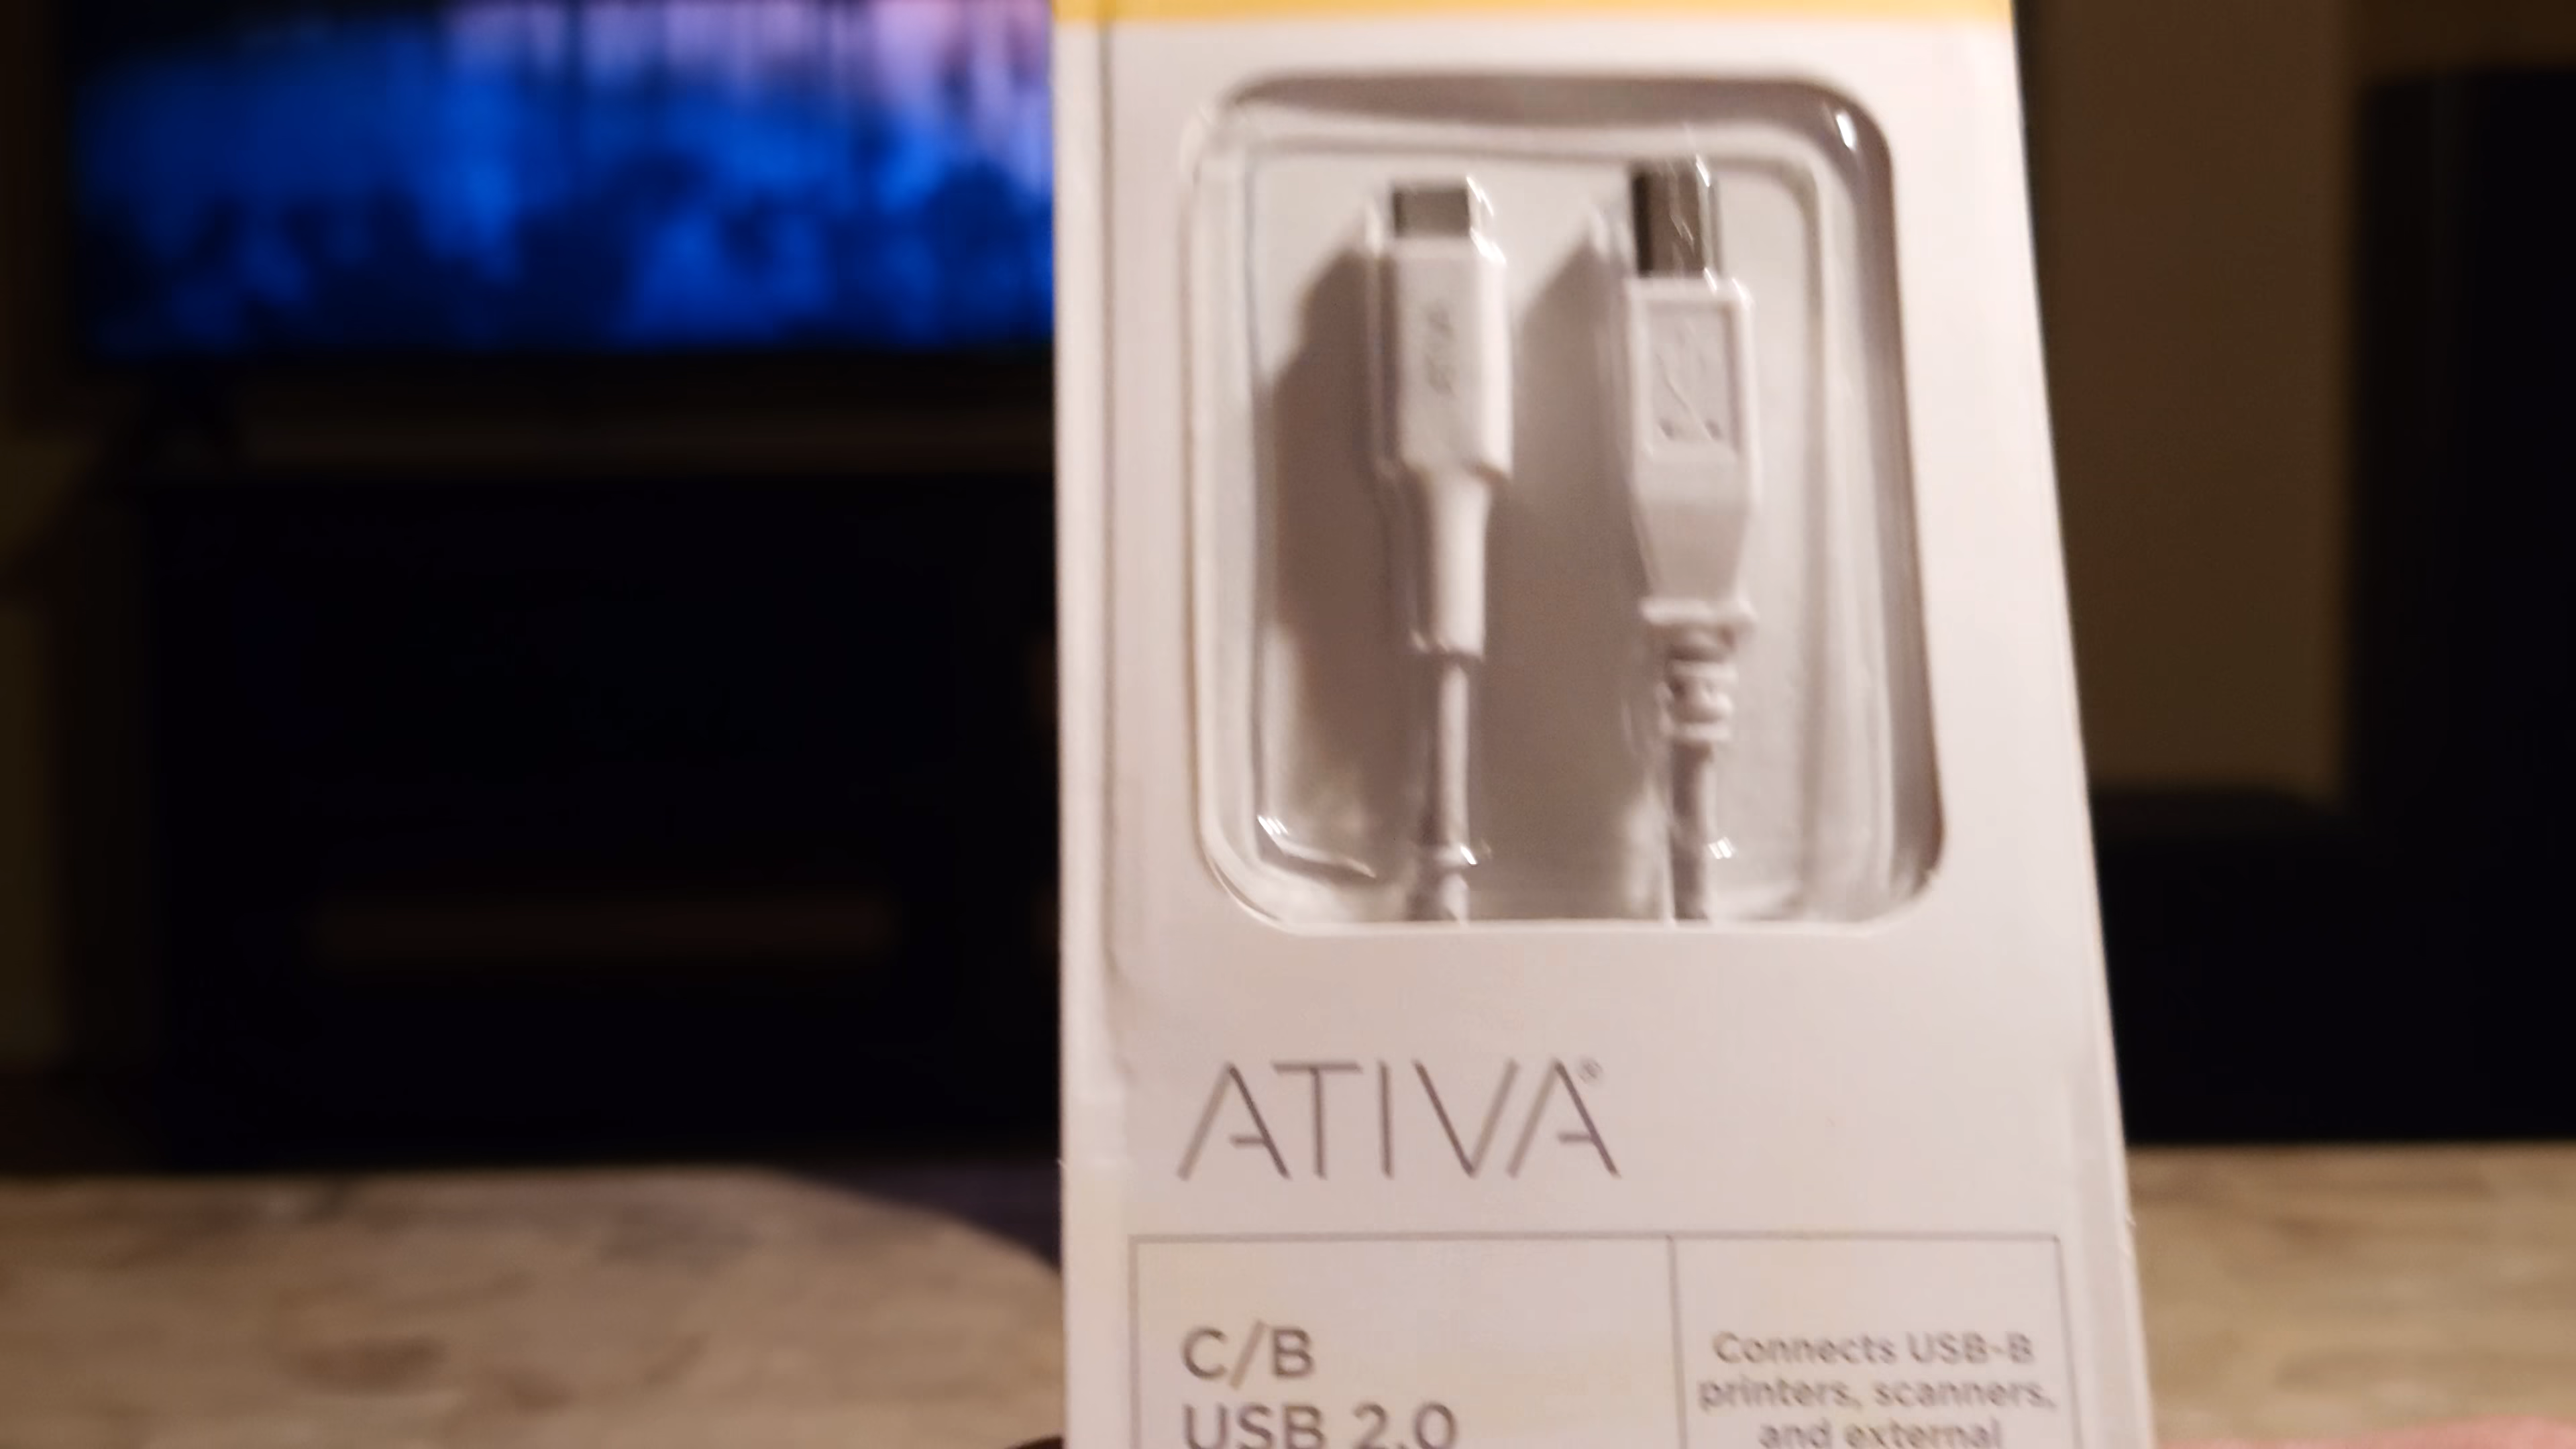 ATIVA®
C/B
USB 2.0
Connects USB-B
printers, scanners,
and external